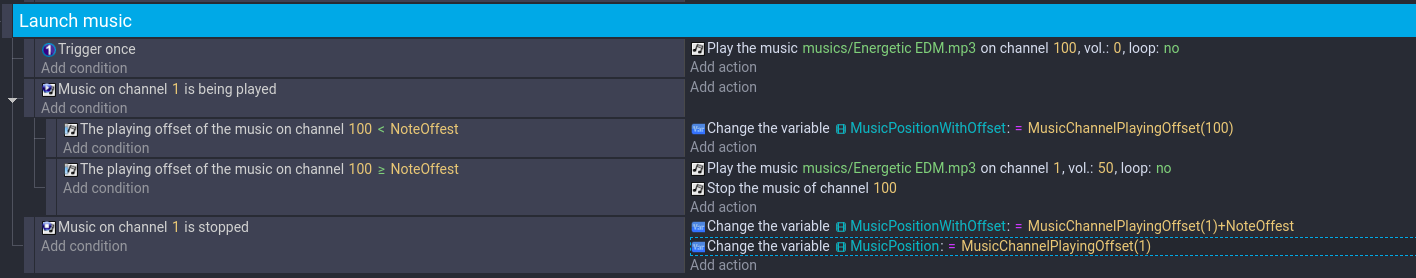 Launch music
Trigger once
Add condition
Play the music musics/Energetic EDM.mp3 on channel 100, vol.: 0, loop: no
Add action
Music on channel 1 is being played
Add condition
Add action
The playing offset of the music on channel 100 < NoteOffest
Add condition
Change the variable MusicPositionWithOffset: = MusicChannelPlayingOffset(100)
Add action
The playing offset of the music on channel 100 ≥ NoteOffest
Add condition
Play the music musics/Energetic EDM.mp3 on channel 1, vol.: 50, loop: no
Stop the music of channel 100
Add action
Music on channel 1 is stopped
Add condition
Change the variable MusicPositionWithOffset: = MusicChannelPlayingOffset(1)+NoteOffest
Change the variable MusicPosition: = MusicChannelPlayingOffset(1)
Add action